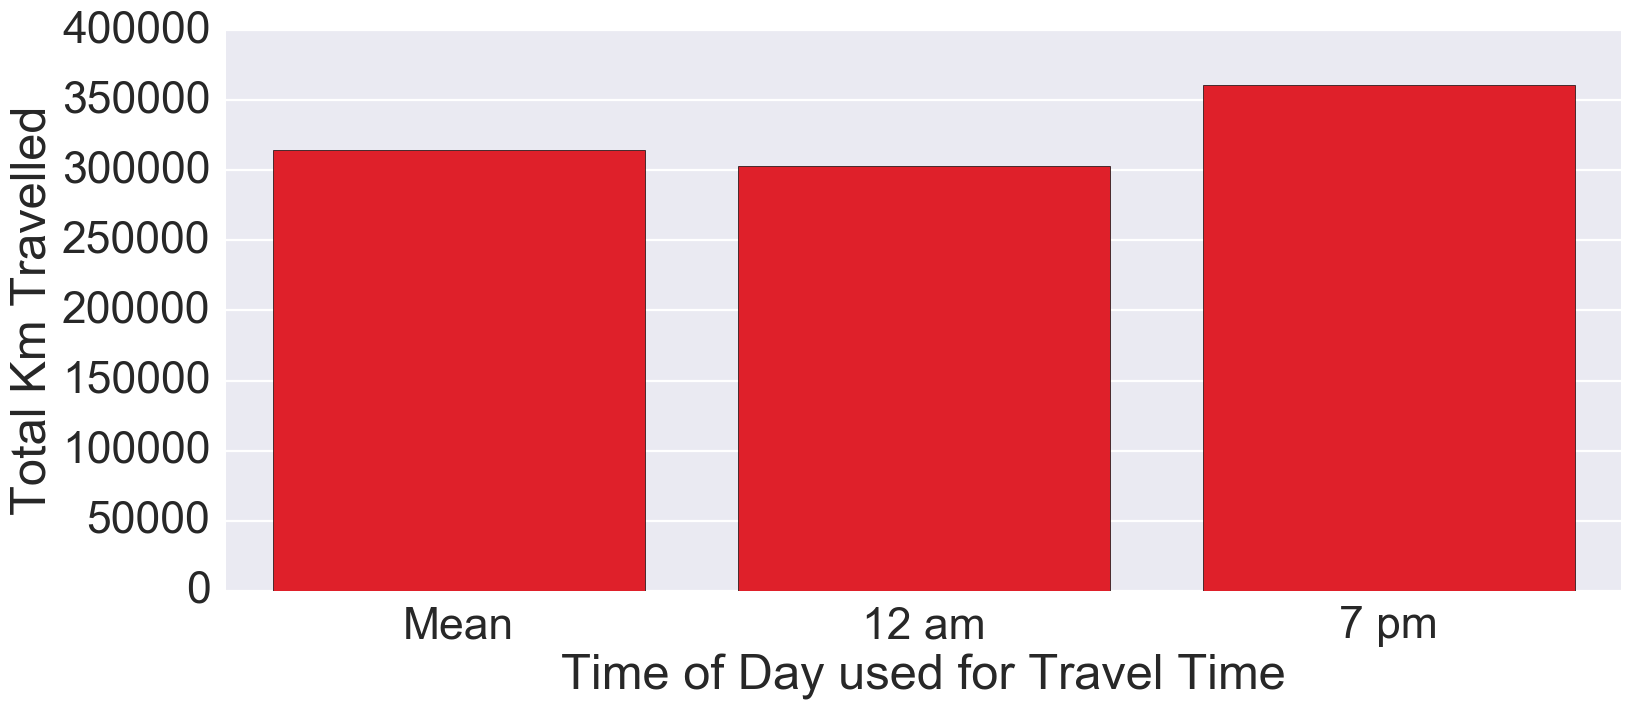 Total Km Travelled
400000
350000
300000
250000
200000
150000
100000
50000
0
Mean
12 am
7 pm
Time of Day used for Travel Time